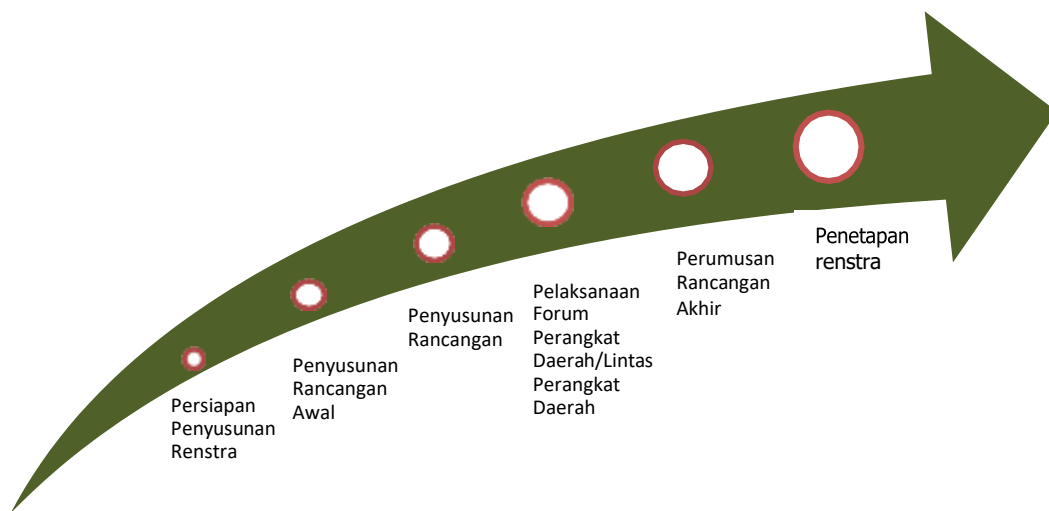 Persiapan
Penyusunan
Renstra
Penyusunan
Rancangan
Awal
Penyusunan
Rancangan
Pelaksanaan
Forum
Perangkat
Daerah/Lintas
Perangkat
Daerah
Perumusan
Rancangan
Akhir
Penetapan
renstra